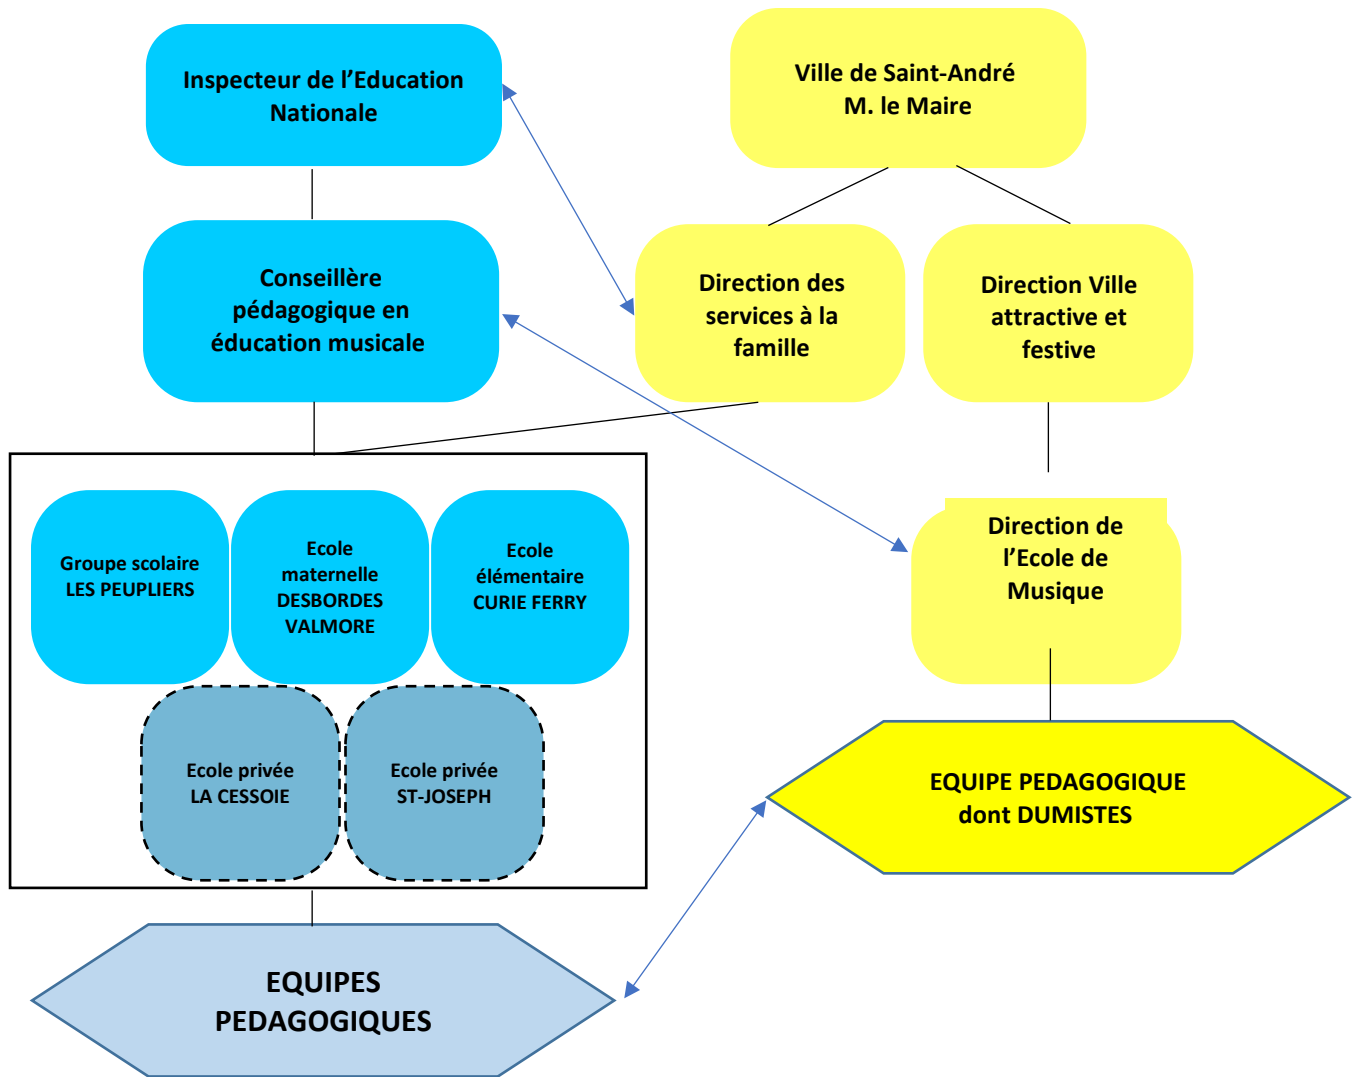 Inspecteur de l’Education
Nationale
Ville de Saint-André
M. le Maire
Conseillère
pédagogique en
éducation musicale
Direction des
services à la
famille
Direction Ville
attractive et
festive
Groupe scolaire
LES PEUPLIERS
Ecole
maternelle
DESBORDES
VALMORE
Ecole
élémentaire
CURIE FERRY
Direction de
l’Ecole de
Musique
Ecole privée
LA CESSOIE
Ecole privée
ST-JOSEPH
EQUIPE PEDAGOGIQUE
dont DUMISTES
EQUIPES
PEDAGOGIQUES